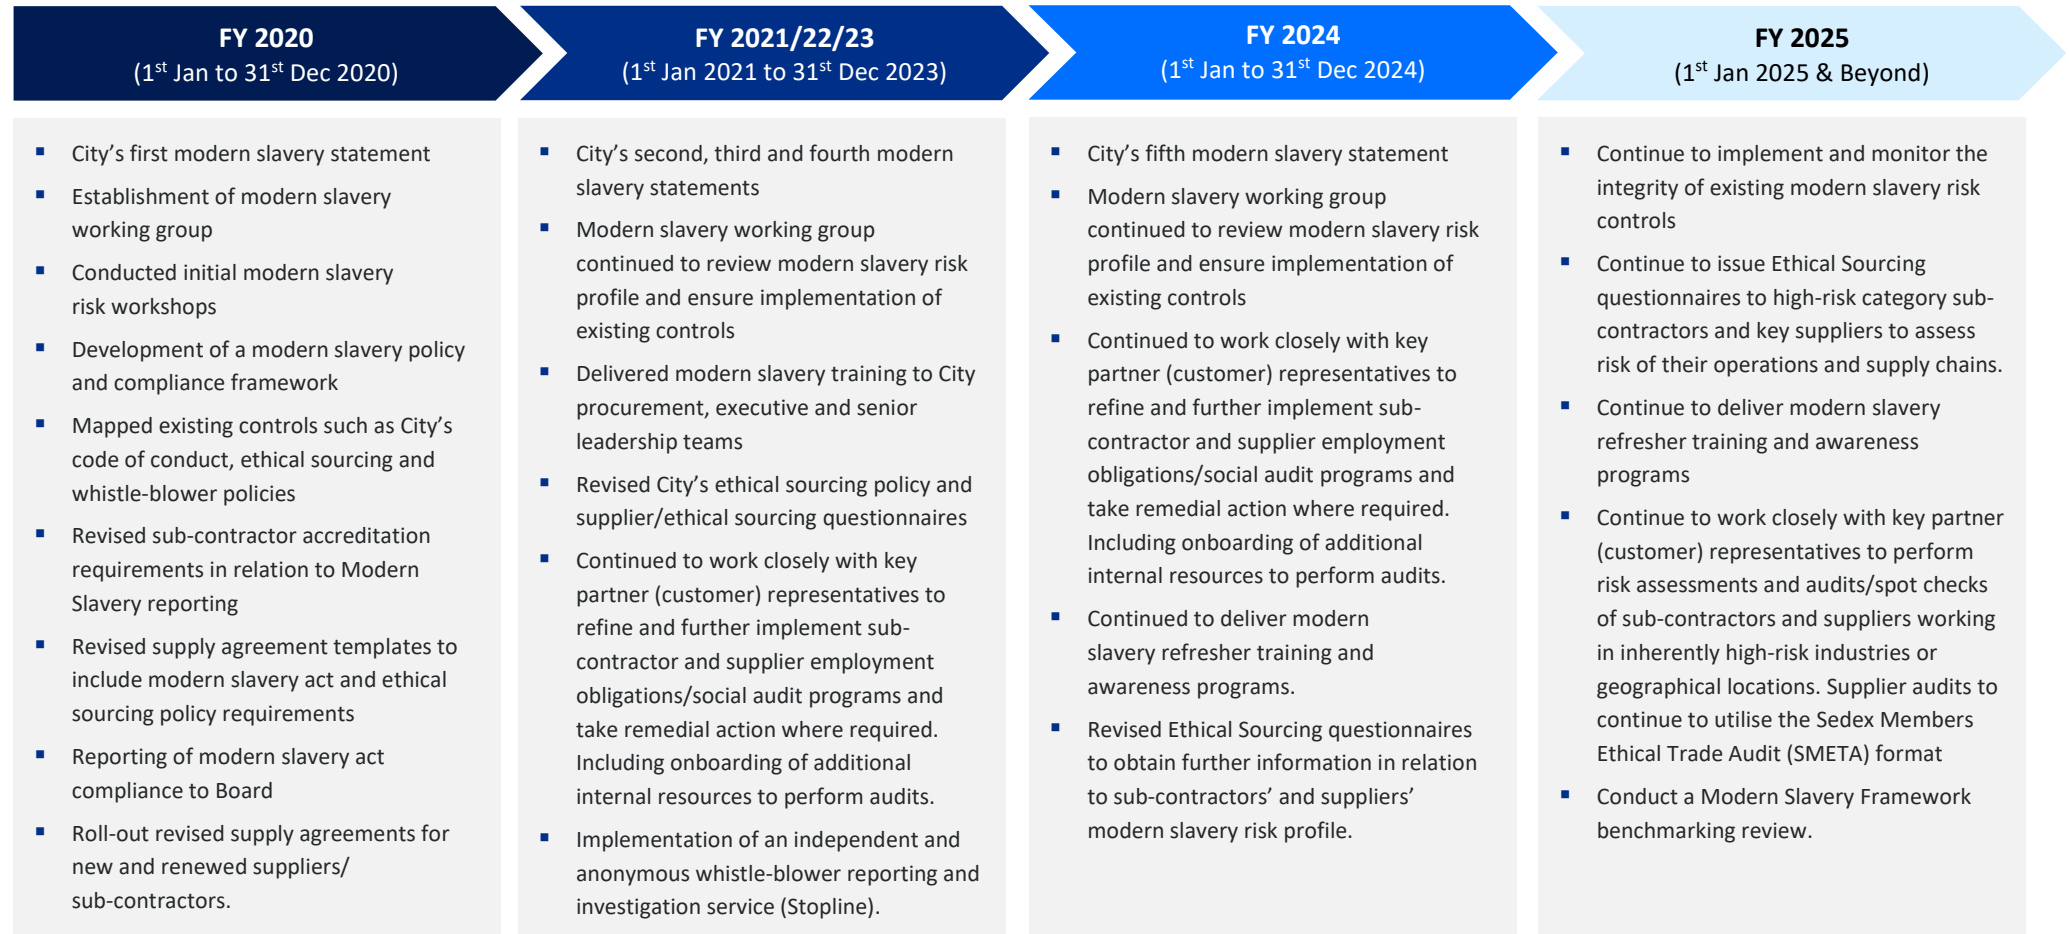 FY 2020
(1st Jan to 31st Dec 2020)
▪ City’s first modern slavery statement
▪ Establishment of modern slavery
working group
▪ Conducted initial modern slavery
risk workshops
▪ Development of a modern slavery policy
and compliance framework
▪ Mapped existing controls such as City’s
code of conduct, ethical sourcing and
whistle-blower policies
▪ Revised sub-contractor accreditation
requirements in relation to Modern
Slavery reporting
▪ Revised supply agreement templates to
include modern slavery act and ethical
sourcing policy requirements
▪ Reporting of modern slavery act
compliance to Board
▪ Roll-out revised supply agreements for
new and renewed suppliers/
sub-contractors.
FY 2021/22/23
(1st Jan 2021 to 31st Dec 2023)
▪ City’s second, third and fourth modern
slavery statements
▪ Modern slavery working group
continued to review modern slavery risk
profile and ensure implementation of
existing controls
▪ Delivered modern slavery training to City
procurement, executive and senior
leadership teams
▪ Revised City’s ethical sourcing policy and
supplier/ethical sourcing questionnaires
▪ Continued to work closely with key
partner (customer) representatives to
refine and further implement sub-
contractor and supplier employment
obligations/social audit programs and
take remedial action where required.
Including onboarding of additional
internal resources to perform audits.
▪ Implementation of an independent and
anonymous whistle-blower reporting and
investigation service (Stopline).
FY 2024
(1st Jan to 31st Dec 2024)
▪ City’s fifth modern slavery statement
▪ Modern slavery working group
continued to review modern slavery risk
profile and ensure implementation of
existing controls
▪ Continued to work closely with key
partner (customer) representatives to
refine and further implement sub-
contractor and supplier employment
obligations/social audit programs and
take remedial action where required.
Including onboarding of additional
internal resources to perform audits.
▪ Continued to deliver modern
slavery refresher training and
awareness programs.
▪ Revised Ethical Sourcing questionnaires
to obtain further information in relation
to sub-contractors’ and suppliers’
modern slavery risk profile.
FY 2025
(1st Jan 2025 & Beyond)
▪ Continue to implement and monitor the
integrity of existing modern slavery risk
controls
▪ Continue to issue Ethical Sourcing
questionnaires to high-risk category sub-
contractors and key suppliers to assess
risk of their operations and supply chains.
▪ Continue to deliver modern slavery
refresher training and awareness
programs
▪ Continue to work closely with key partner
(customer) representatives to perform
risk assessments and audits/spot checks
of sub-contractors and suppliers working
in inherently high-risk industries or
geographical locations. Supplier audits to
continue to utilise the Sedex Members
Ethical Trade Audit (SMETA) format
▪ Conduct a Modern Slavery Framework
benchmarking review.